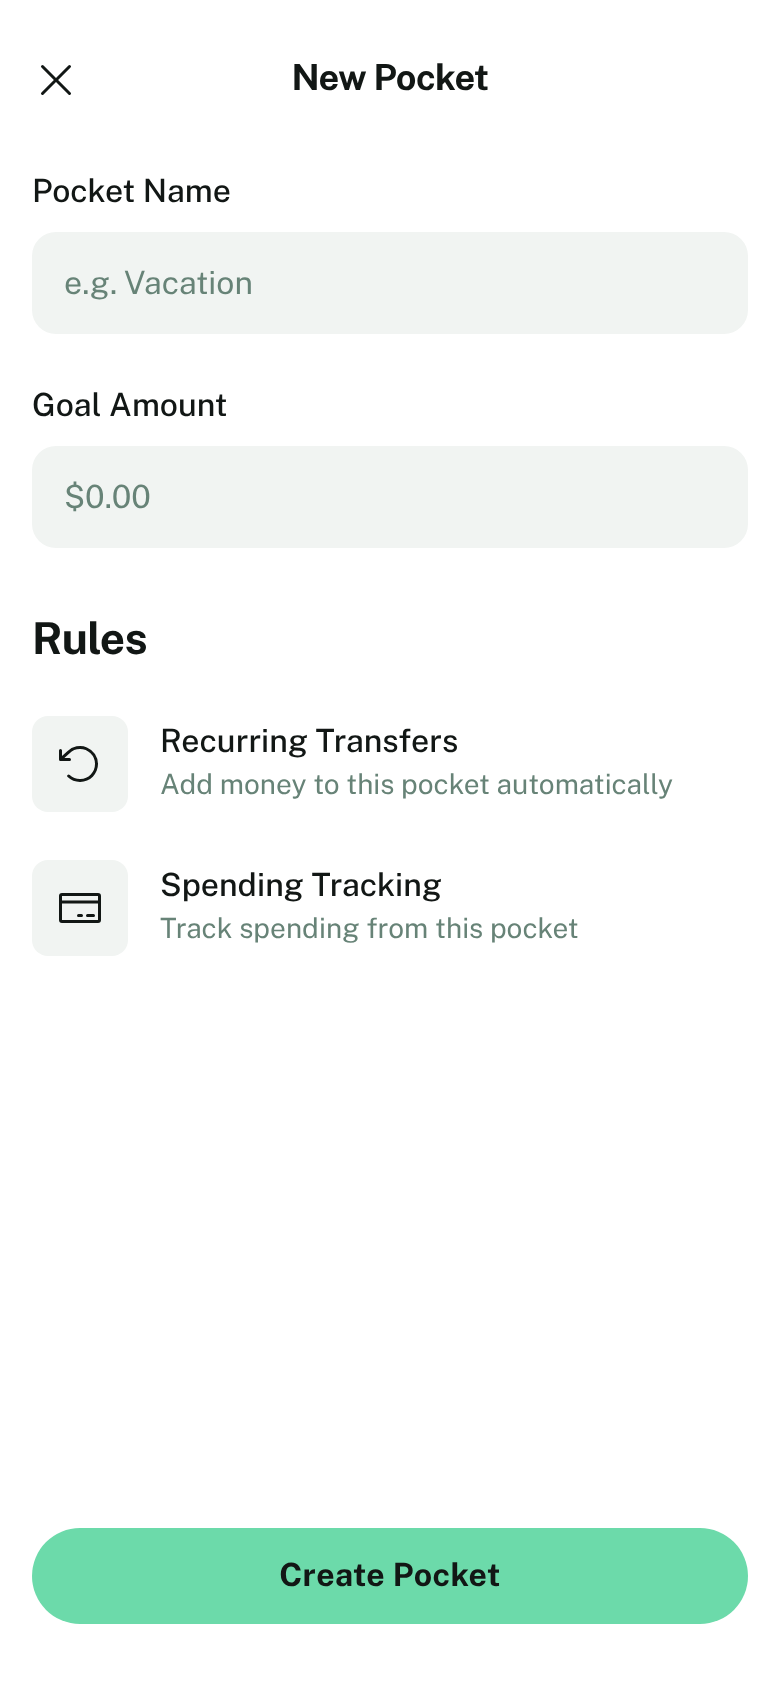 New Pocket
Pocket Name
e.g. Vacation
Goal Amount
$0.00
Rules
Recurring Transfers
Add money to this pocket automatically
Spending Tracking
Track spending from this pocket
Create Pocket